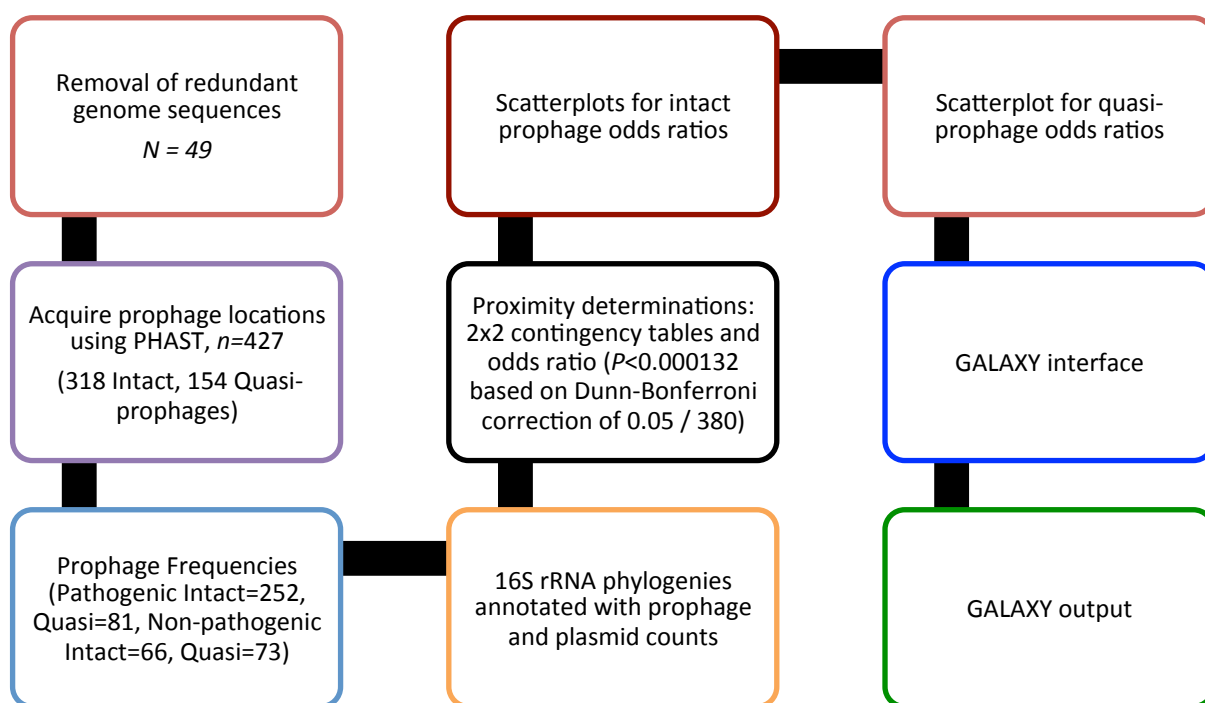 Removal of redundant
genome sequences
N = 49
Acquire prophage locations
using PHAST, n=427
(318 Intact, 154 Quasi-
prophages)
Prophage Frequencies
(Pathogenic Intact=252,
Quasi=81, Non-pathogenic
Intact=66, Quasi=73)
16S rRNA phylogenies
annotated with prophage
and plasmid counts
Proximity determinations:
2x2 contingency tables and
odds ratio (P<0.000132
based on Dunn-Bonferroni
correction of 0.05 / 380)
Scatterplots for intact
prophage odds ratios
Scatterplot for quasi-
prophage odds ratios
GALAXY interface
GALAXY output